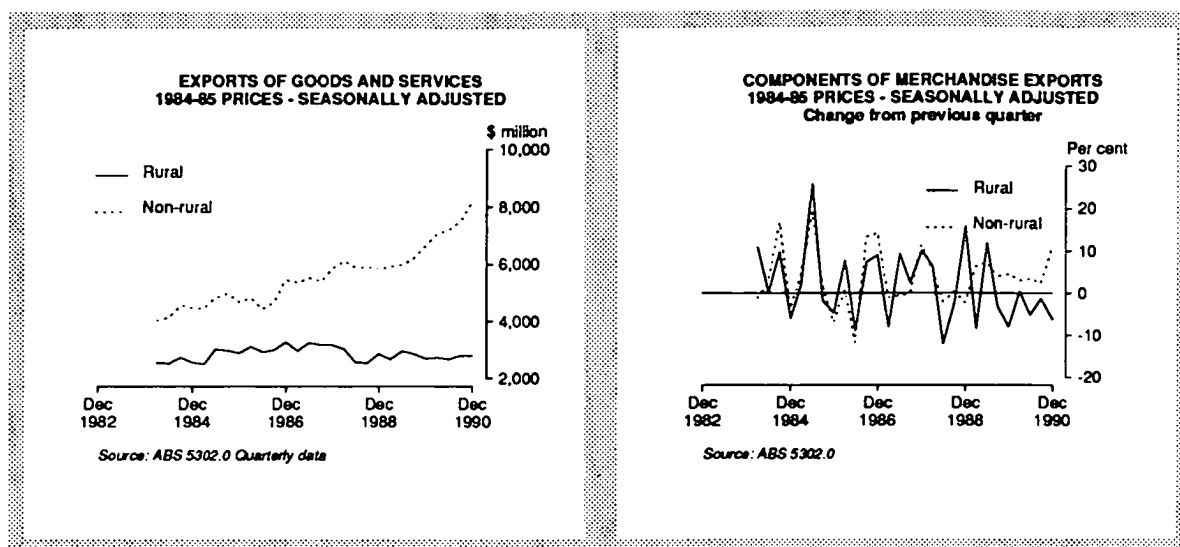 EXPORTS OF GOODS AND SERVICES
1984-85 PRICES - SEASONALLY ADJUSTED
$ million
10,000
Rural
Non-rural
8,000
6,000
4,000
2,000
Dec Dec Dec Dec Dec
1982 1984 1986 1988 1990
Source: ABS 5302.0 Quarterly data
COMPONENTS OF MERCHANDISE EXPORTS
1984-85 PRICES - SEASONALLY ADJUSTED
Change from previous quarter
Per cent
30
Rural
20
Non-rural
10
0
-10
-20
Dec Dec Dec Dec Dec
1982 1984 1986 1988 1990
Source: ABS 5302.0